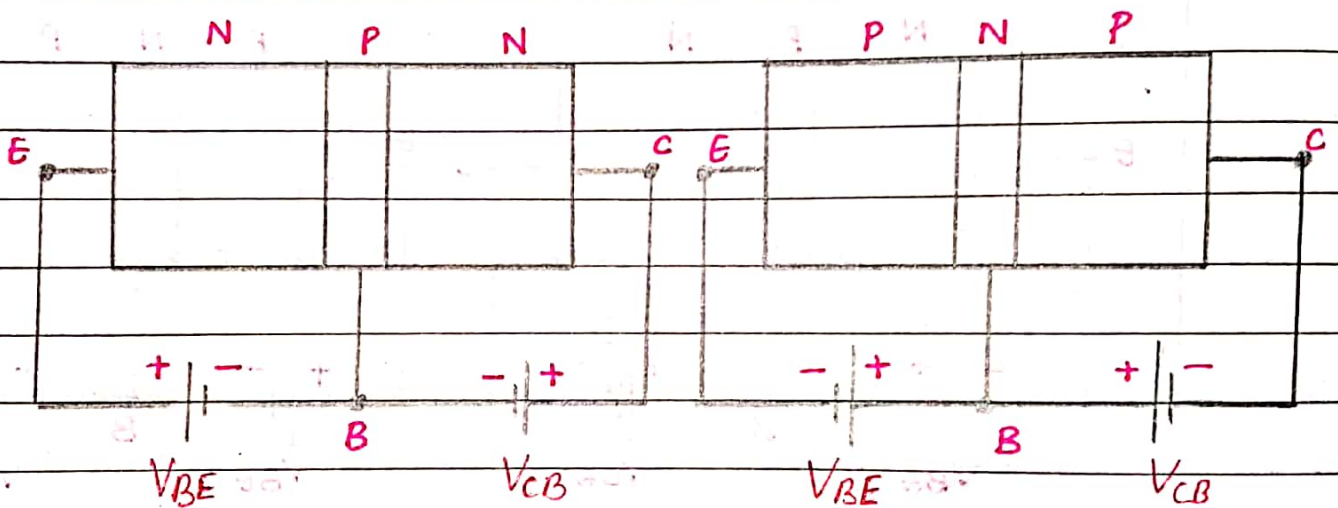 N P N P N P
E C E C
+ - - + - + + -
B B
VBE VCB VBE VCB